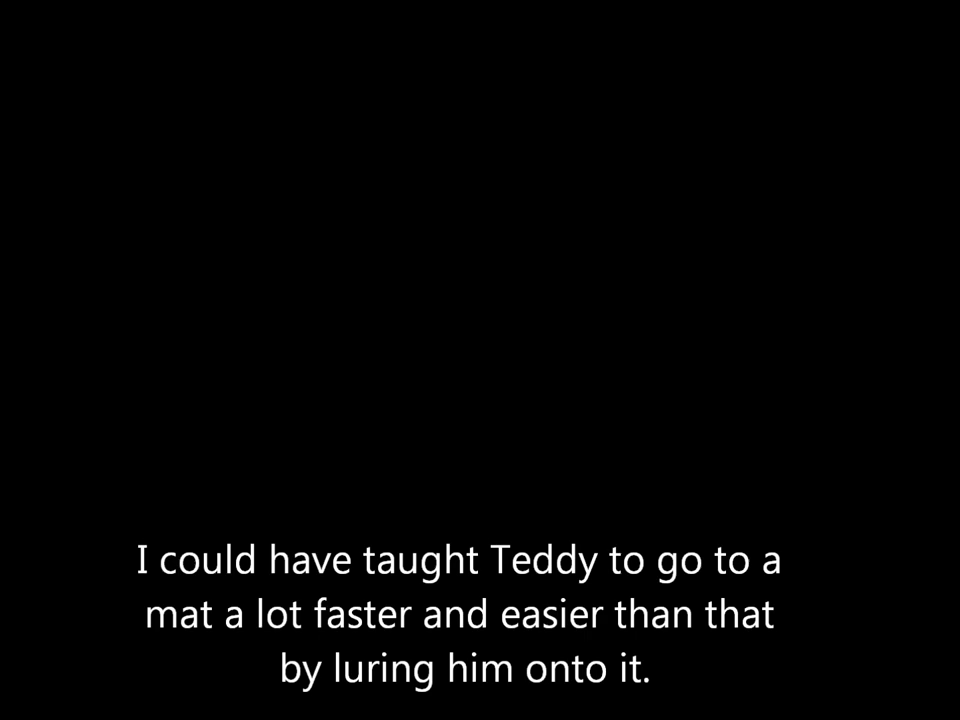 I could have taught Teddy to go to a
mat a lot faster and easier than that
by luring him onto it.